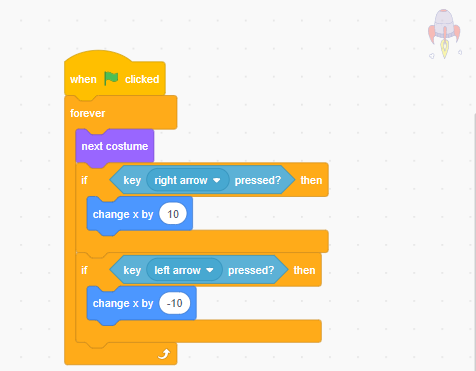 when clicked
forever
next costume
if key right arrow pressed? then
change x by 10
if key left arrow pressed? then
change x by -10